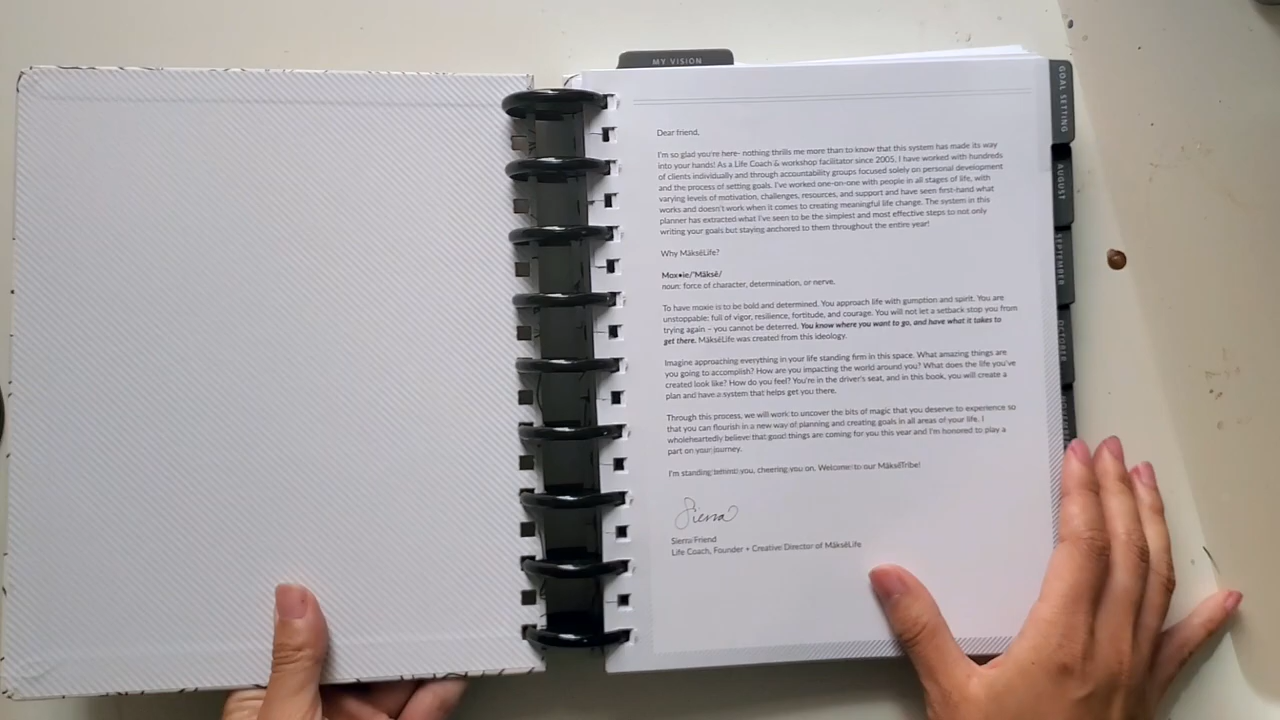 MY VISION
Dear friend,
I'm so glad you're here- nothing thrills me more than to know that this system has made its way
into your hands! As a Life Coach & workshop facilitator since 2005, I have worked with hundreds
of clients individually and through accountability groups focused solely on personal development
and the process of setting goals. I've worked one-on-one with people in all stages of life, with
varying levels of motivation, challenges, resources, and support and have seen first-hand what
works and doesn't work when it comes to creating meaningful life change. The system in this
planner has extracted what I've seen to be the simplest and most effective steps to not only
writing your goals but staying anchored to them throughout the entire year!
Why MäksēLife?
Mox•ie/'Mäksē/
noun: force of character, determination, or nerve.
To have moxie is to be bold and determined. You approach life with gumption and spirit. You are
unstoppable: full of vigor, resilience, fortitude, and courage. You will not let a setback stop you from
trying again – you cannot be deterred. You know where you want to go, and have what it takes to
get there. MäksēLife was created from this ideology.
Imagine approaching everything in your life standing firm in this space. What amazing things are
you going to accomplish? How are you impacting the world around you? What does the life you've
created look like? How do you feel? You're in the driver's seat, and in this book, you will create a
plan and have a system that helps get you there.
Through this process, we will work to uncover the bits of magic that you deserve to experience so
that you can flourish in a new way of planning and creating goals in all areas of your life. I
wholeheartedly believe that good things are coming for you this year and I'm honored to play a
part on your journey.
I'm standing behind you, cheering you on. Welcome to our MäksēTribe!
Sierra
Sierra Friend
Life Coach, Founder + Creative Director of MäksēLife
GOAL SETTING
AUGUST
SEPTEMBER
OCTOBER